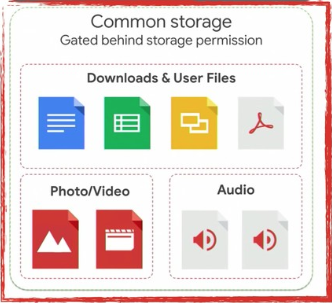 Common storage
Gated behind storage permission
Downloads & User Files
Photo/Video
Audio